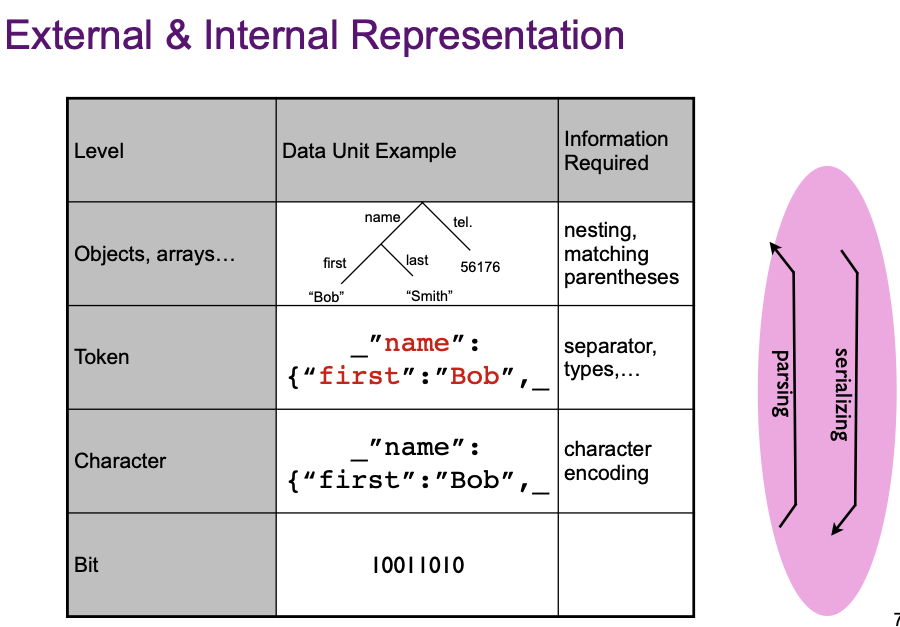 External & Internal Representation
Level
Data Unit Example
Information
Required
Objects, arrays…
name
tel.
first
last
56176
“Bob”
“Smith”
nesting,
matching
parentheses
Token
_”name”:
{“first”:”Bob”,_
separator,
types,…
Character
_”name”:
{“first”:”Bob”,_
character
encoding
Bit
10011010
parsing
serializing
7